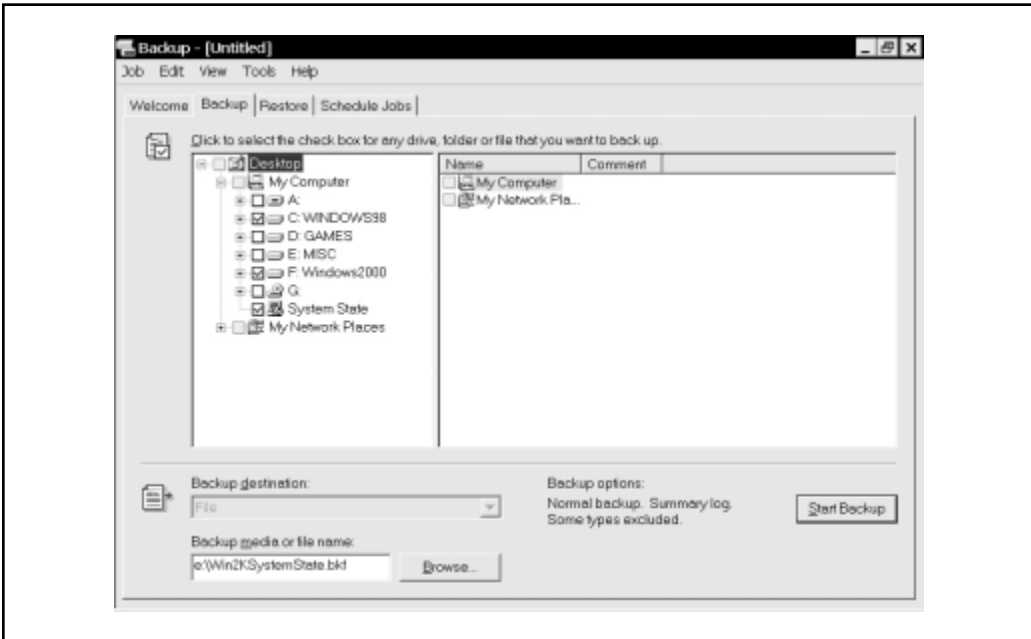 Backup - [Untitled]
Job Edit View Tools Help
Welcome Backup Restore Schedule Jobs
Click to select the check box for any drive, folder or file that you want to back up.
Desktop
My Computer
A:
C: WINDOWS98
D: GAMES
E: MISC
F: Windows2000
G:
System State
My Network Places
Name Comment
My Computer
My Network Pla...
Backup destination:
File
Backup media or file name:
e:\Win2KSystemState.bkf
Browse...
Backup options:
Normal backup. Summary log.
Some types excluded.
Start Backup